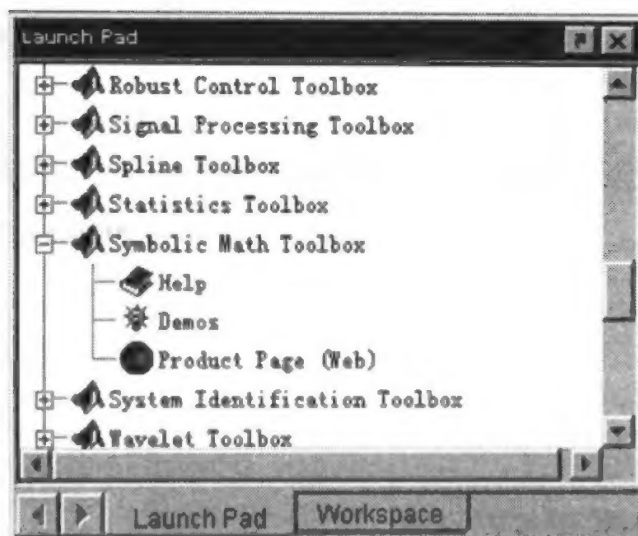 Launch Pad
Robust Control Toolbox
Signal Processing Toolbox
Spline Toolbox
Statistics Toolbox
Symbolic Math Toolbox
Help
Demos
Product Page (Web)
System Identification Toolbox
Wavelet Toolbox
Launch Pad
Workspace